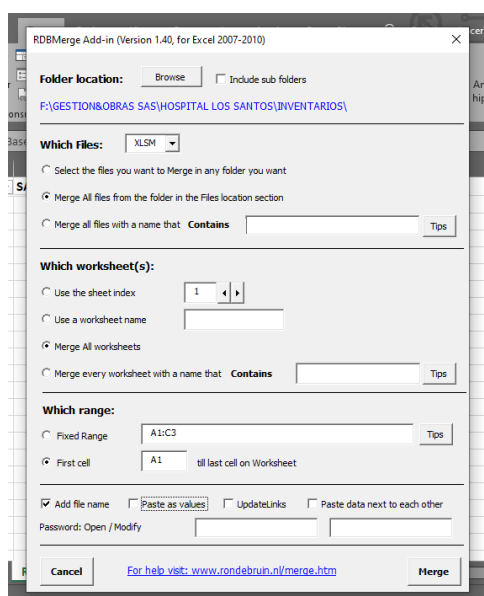 RDBMerge Add-in (Version 1.40, for Excel 2007-2010)
Folder location: Browse Include sub folders
F:\GESTION&OBRAS SAS\HOSPITAL LOS SANTOS\INVENTARIOS\
Which Files: XLSM
Select the files you want to Merge in any folder you want
Merge All files from the folder in the Files location section
Merge all files with a name that Contains Tips
Which worksheet(s):
Use the sheet index 1
Use a worksheet name
Merge All worksheets
Merge every worksheet with a name that Contains Tips
Which range:
Fixed Range A1:C3 Tips
First cell A1 till last cell on Worksheet
Add file name Paste as values UpdateLinks Paste data next to each other
Password: Open / Modify
Cancel For help visit: www.rondebruin.nl/merge.htm Merge